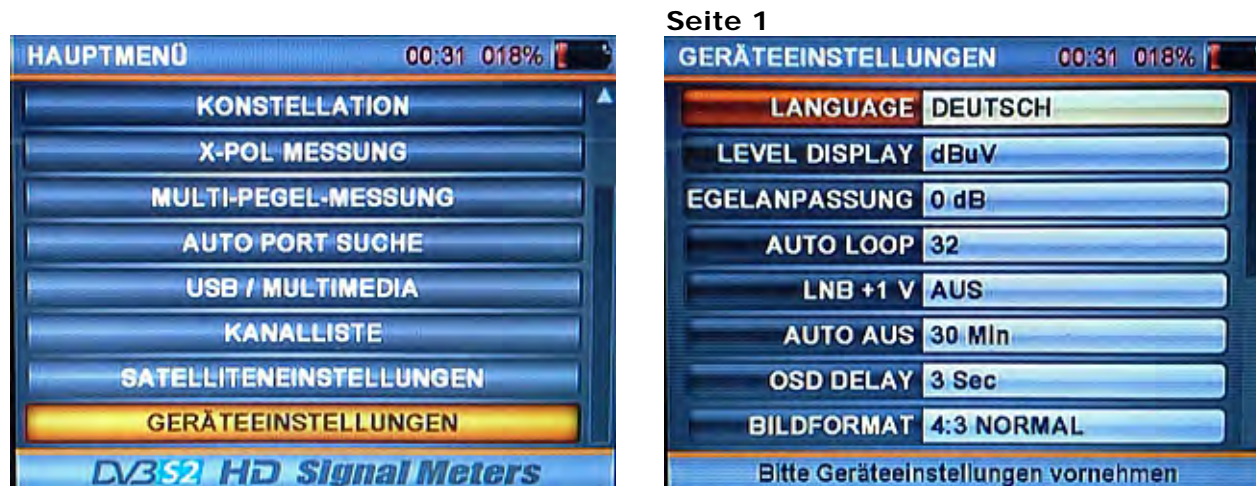 HAUPTMENÜ 00:31 018%
KONSTELLATION
X-POL MESSUNG
MULTI-PEGEL-MESSUNG
AUTO PORT SUCHE
USB / MULTIMEDIA
KANALLISTE
SATELLITENEINSTELLUNGEN
GERÄTEEINSTELLUNGEN
DVB S2 HD Signal Meters
Seite 1
GERÄTEEINSTELLUNGEN 00:31 018%
LANGUAGE DEUTSCH
LEVEL DISPLAY dBuV
EGELANPASSUNG 0 dB
AUTO LOOP 32
LNB +1 V AUS
AUTO AUS 30 Min
OSD DELAY 3 Sec
BILDFORMAT 4:3 NORMAL
Bitte Geräteeinstellungen vornehmen